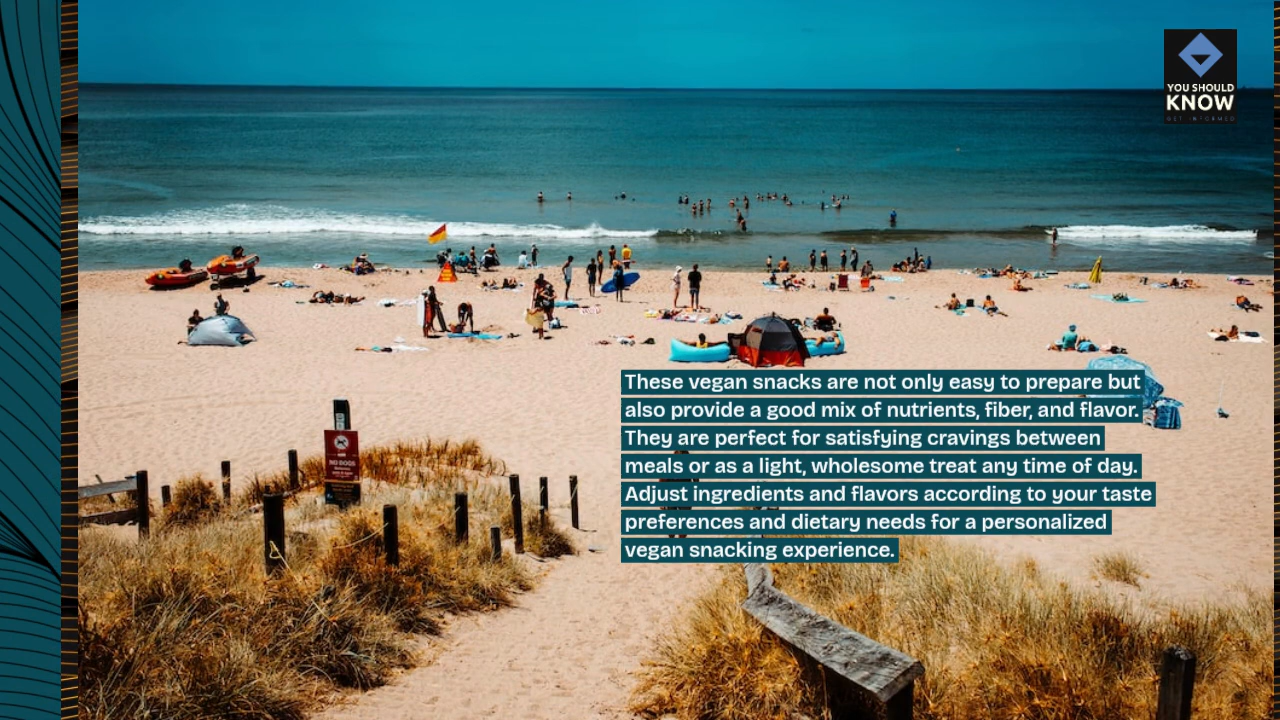 YOU SHOULD
KNOW
GET INFORMED
These vegan snacks are not only easy to prepare but
also provide a good mix of nutrients, fiber, and flavor.
They are perfect for satisfying cravings between
meals or as a light, wholesome treat any time of day.
Adjust ingredients and flavors according to your taste
preferences and dietary needs for a personalized
vegan snacking experience.
NO DOGS